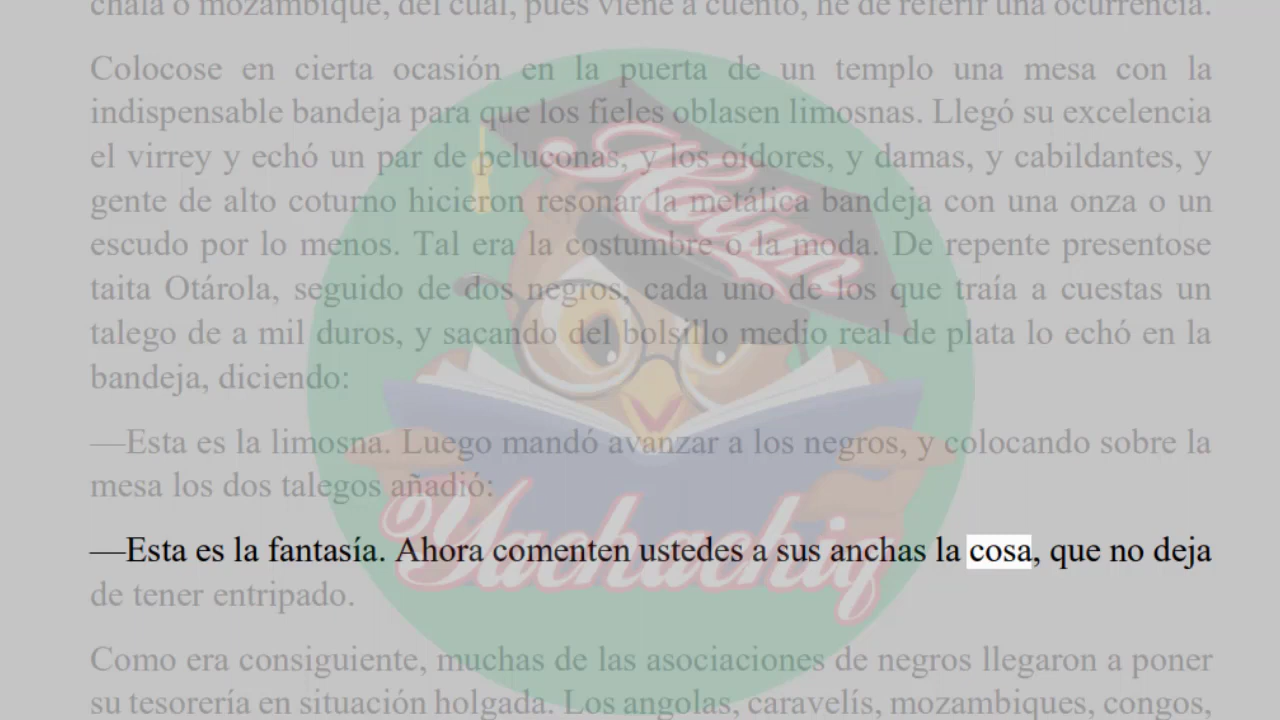 chala o mozambique, del cual, pues viene a cuento, he de referir una ocurrencia.
Colocose en cierta ocasión en la puerta de un templo una mesa con la
indispensable bandeja para que los fieles oblasen limosnas. Llegó su excelencia
el virrey y echó un par de peluconas, y los oídores, y damas, y cabildantes, y
gente de alto coturno hicieron resonar la metálica bandeja con una onza o un
escudo por lo menos. Tal era la costumbre o la moda. De repente presentose
taita Otárola, seguido de dos negros, cada uno de los que traía a cuestas un
talego de a mil duros, y sacando del bolsillo medio real de plata lo echó en la
bandeja, diciendo:
—Esta es la limosna. Luego mandó avanzar a los negros, y colocando sobre la
mesa los dos talegos añadió:
—Esta es la fantasía. Ahora comenten ustedes a sus anchas la cosa, que no deja
de tener entripado.
Como era consiguiente, muchas de las asociaciones de negros llegaron a poner
su tesorería en situación holgada. Los angolas, caravelís, mozambiques, congos,
Yachachiq